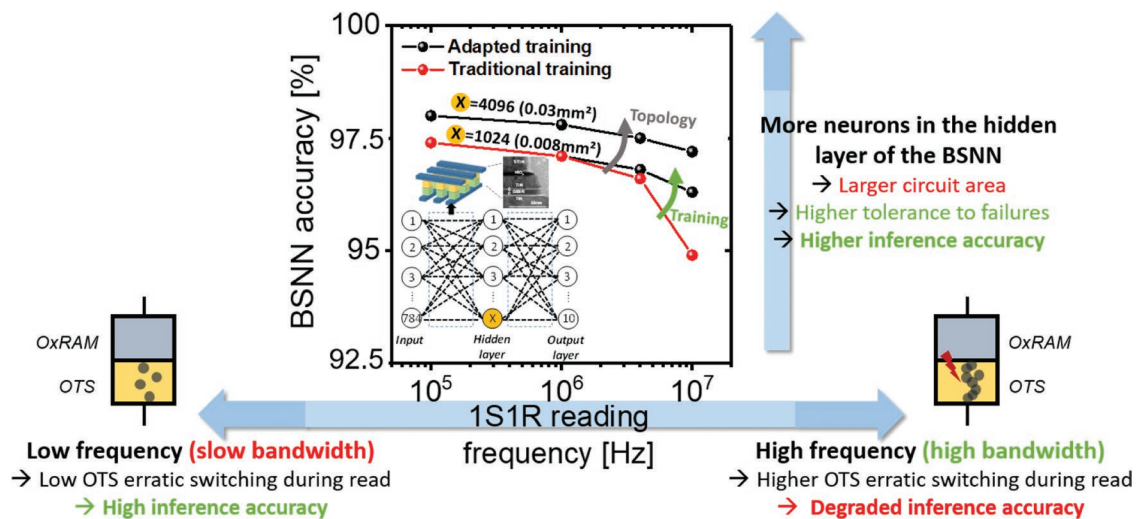 100
97.5
95
92.5
BSNN accuracy [%]
Adapted training
Traditional training
X=4096 (0.03mm²)
X=1024 (0.008mm²)
Topology
Training
1
1
1
2
2
2
3
3
3
784
X
10
Input
Hidden
layer
Output
layer
10⁵
10⁶
10⁷
1S1R reading
frequency [Hz]
More neurons in the hidden
layer of the BSNN
→ Larger circuit area
→ Higher tolerance to failures
→ Higher inference accuracy
OxRAM
OTS
Low frequency (slow bandwidth)
→ Low OTS erratic switching during read
→ High inference accuracy
OxRAM
OTS
High frequency (high bandwidth)
→ Higher OTS erratic switching during read
→ Degraded inference accuracy